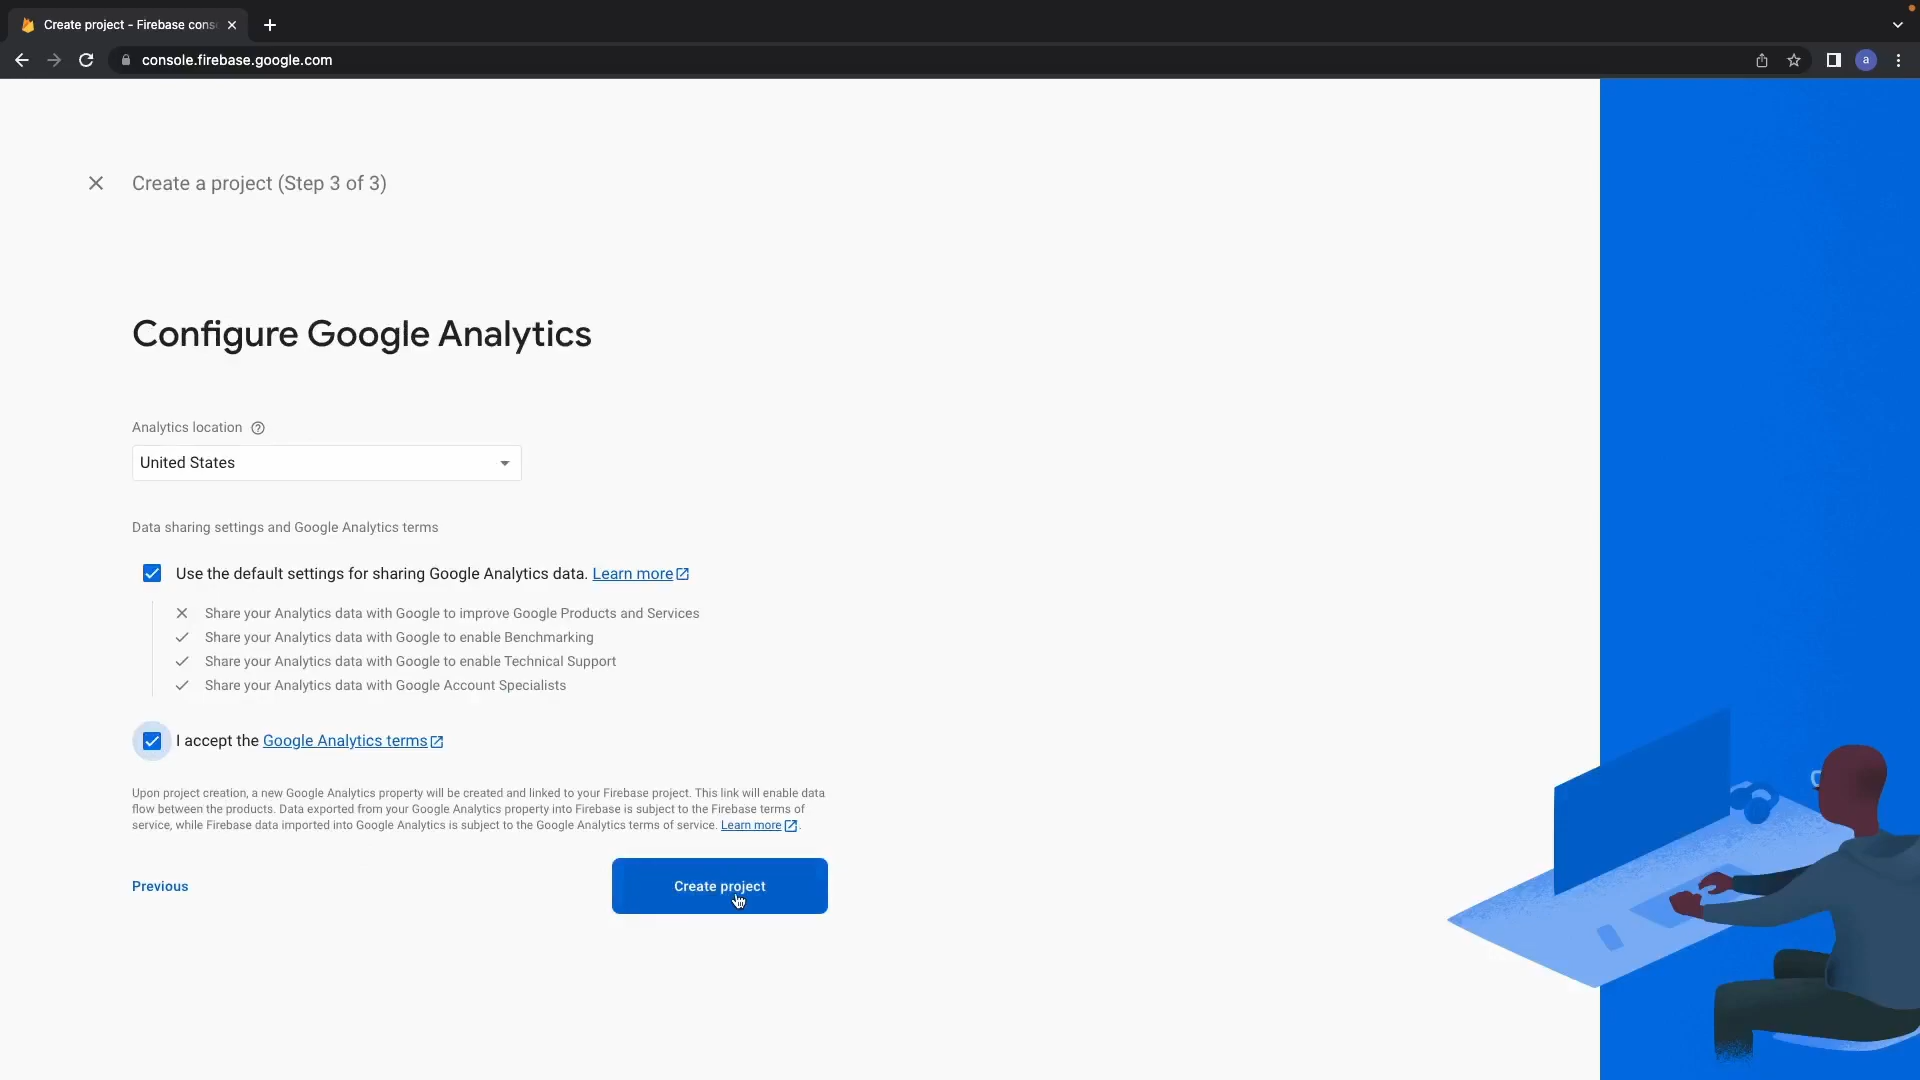 Create project - Firebase cons
console.firebase.google.com
a
Create a project (Step 3 of 3)
Configure Google Analytics
Analytics location
United States
Data sharing settings and Google Analytics terms
Use the default settings for sharing Google Analytics data. Learn more
Share your Analytics data with Google to improve Google Products and Services
Share your Analytics data with Google to enable Benchmarking
Share your Analytics data with Google to enable Technical Support
Share your Analytics data with Google Account Specialists
I accept the Google Analytics terms
Upon project creation, a new Google Analytics property will be created and linked to your Firebase project. This link will enable data
flow between the products. Data exported from your Google Analytics property into Firebase is subject to the Firebase terms of
service, while Firebase data imported into Google Analytics is subject to the Google Analytics terms of service. Learn more.
Previous
Create project